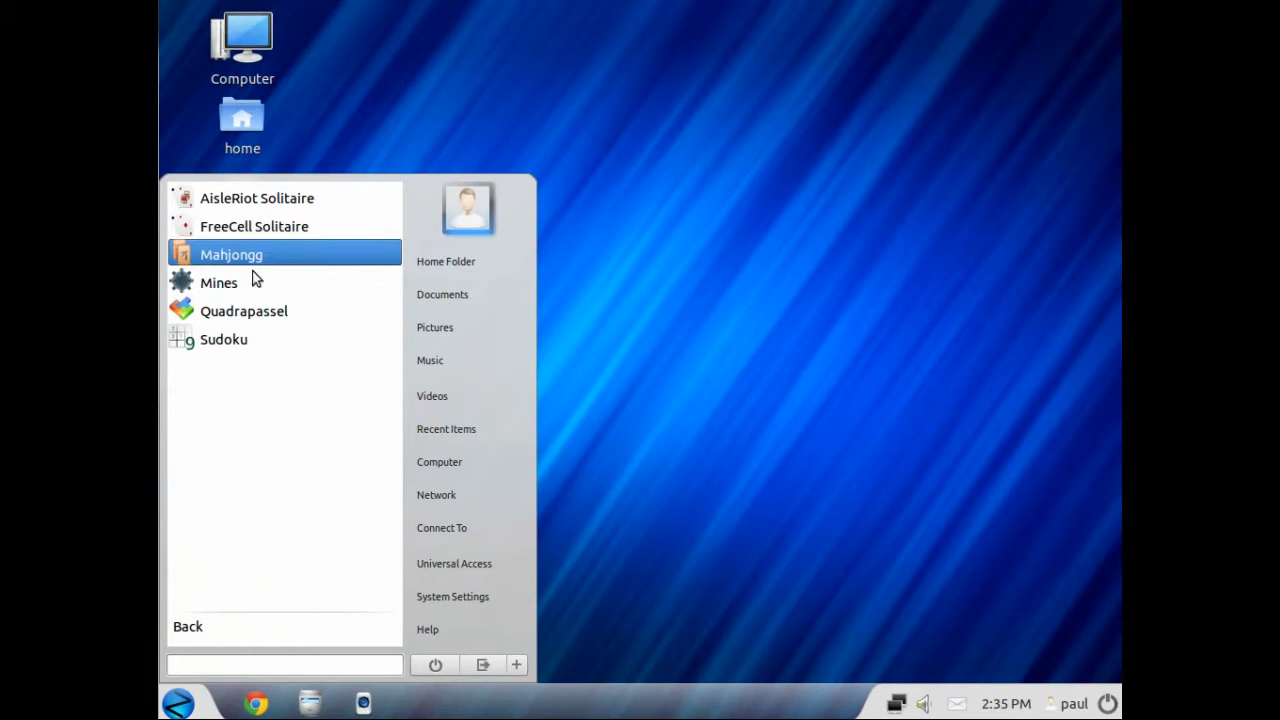 Computer
home
AisleRiot Solitaire
FreeCell Solitaire
Mahjongg
Mines
Quadrapassel
Sudoku
Back
Home Folder
Documents
Pictures
Music
Videos
Recent Items
Computer
Network
Connect To
Universal Access
System Settings
Help
2:35 PM
paul